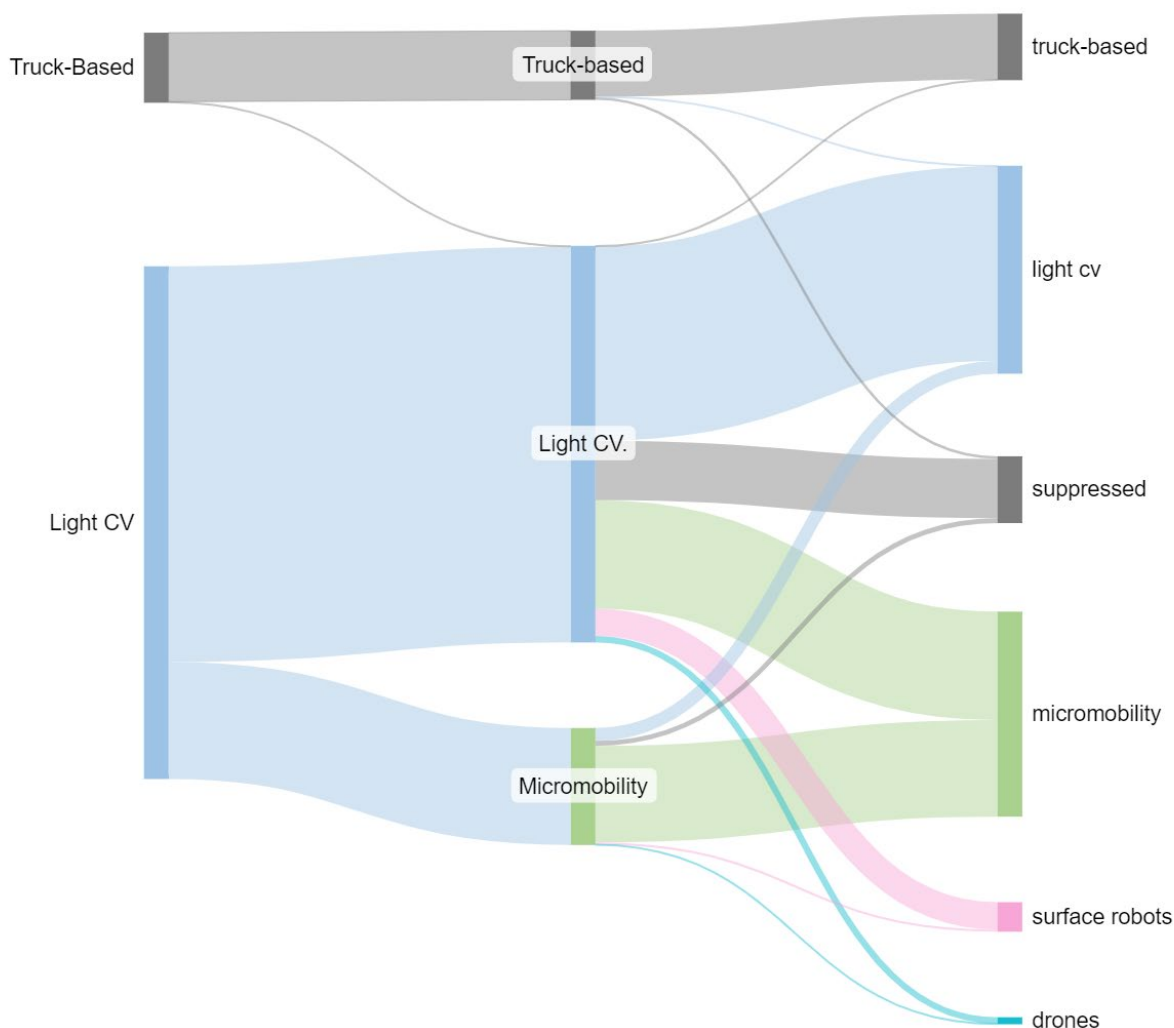 Truck-Based
Light CV
Truck-based
Light CV.
Micromobility
truck-based
light cv
suppressed
micromobility
surface robots
drones